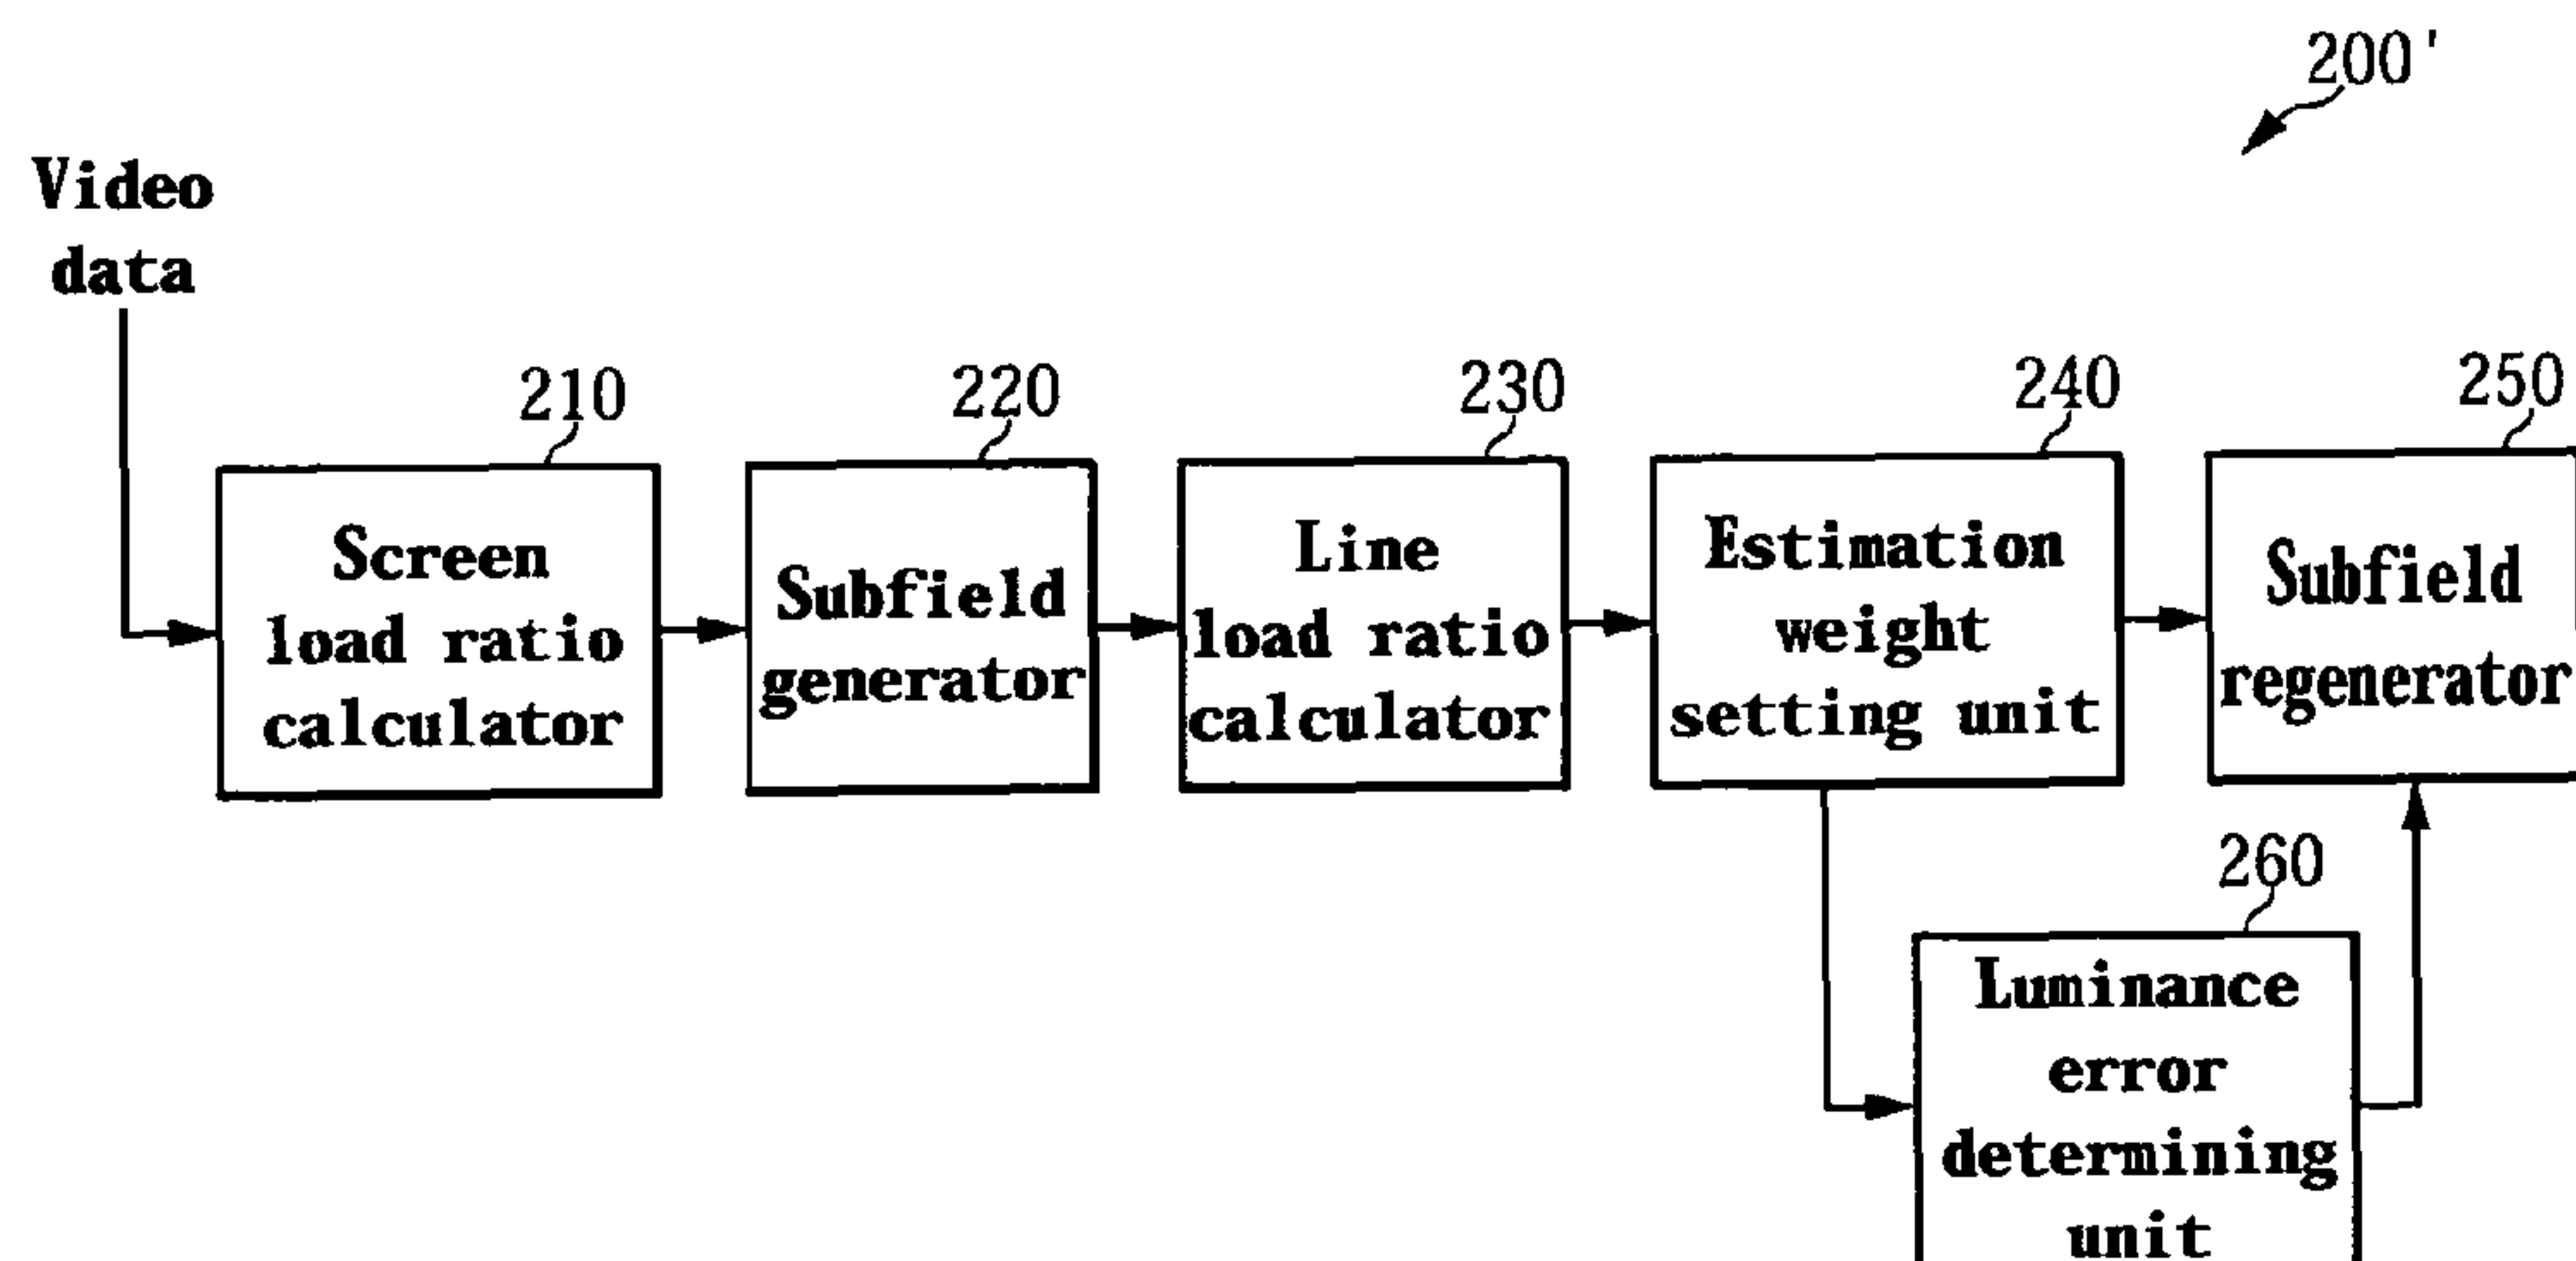 200'
Video
data
210
220
230
240
250
Screen
load ratio
calculator
Subfield
generator
Line
load ratio
calculator
Estimation
weight
setting unit
Subfield
regenerator
260
Luminance
error
determining
unit